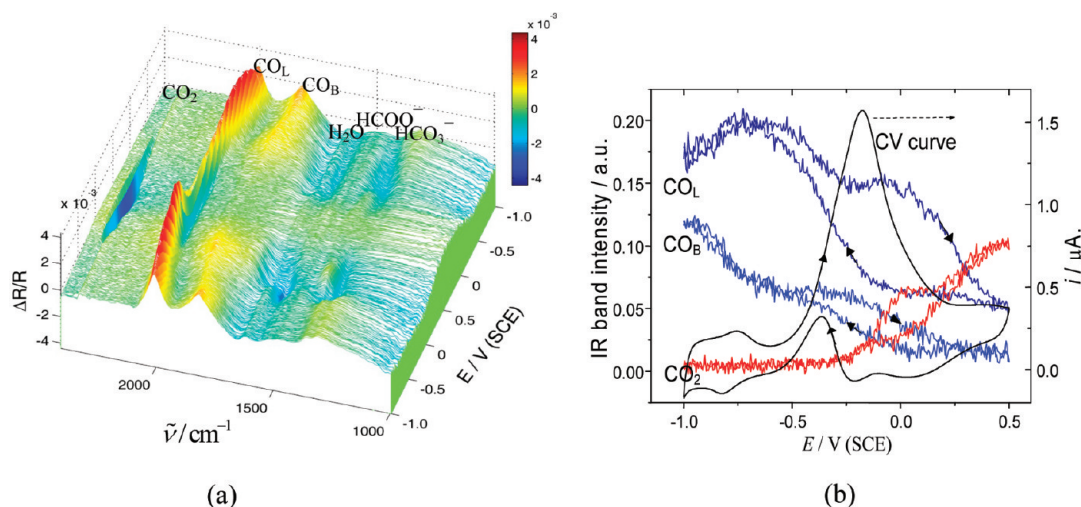 x 10⁻³
4
2
0
-2
-4
CO₂
CO_L
CO_B
H₂O
HCOO⁻
HCO₃⁻
x 10⁻³
4
2
0
-2
-4
ΔR/R
2000
1500
1000
ν̃/cm⁻¹
-1.0
-0.5
0
0.5
0
-0.5
-1.0
E / V (SCE)
(a)
0.20
0.15
0.10
0.05
0.00
IR band intensity / a.u.
CO_L
CO_B
CO₂
CV curve
1.5
1.0
0.5
0.0
i / μA
-1.0
-0.5
0.0
0.5
E / V (SCE)
(b)